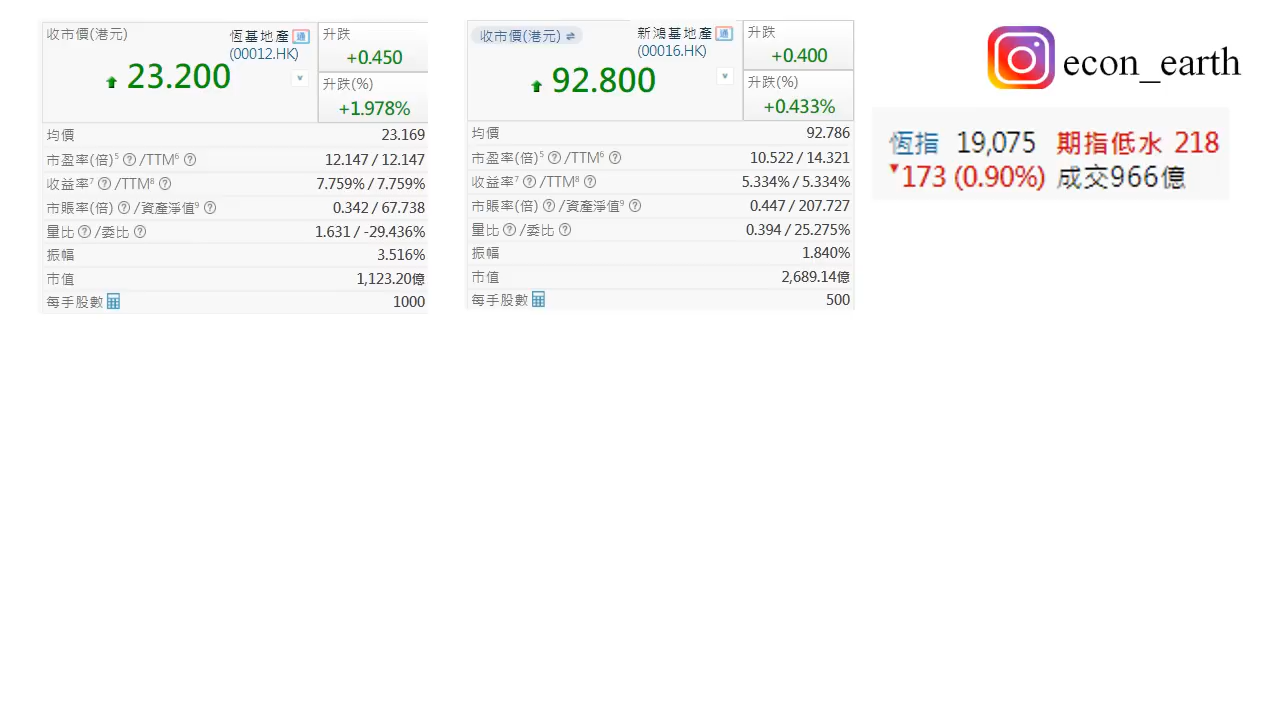 收市價(港元)
恆基地產 通
(00012.HK)
23.200
升跌
+0.450
升跌(%)
+1.978%
均價 23.169
市盈率(倍)⁵ ? /TTM⁶ ? 12.147 / 12.147
收益率⁷ ? /TTM⁸ ? 7.759% / 7.759%
市賬率(倍) ? /資產淨值⁹ ? 0.342 / 67.738
量比 ? /委比 ? 1.631 / -29.436%
振幅 3.516%
市值 1,123.20億
每手股數 1000
收市價(港元) ⇌
新鴻基地產 通
(00016.HK)
92.800
升跌
+0.400
升跌(%)
+0.433%
均價 92.786
市盈率(倍)⁵ ? /TTM⁶ ? 10.522 / 14.321
收益率⁷ ? /TTM⁸ ? 5.334% / 5.334%
市賬率(倍) ? /資產淨值⁹ ? 0.447 / 207.727
量比 ? /委比 ? 0.394 / 25.275%
振幅 1.840%
市值 2,689.14億
每手股數 500
econ_earth
恆指 19,075 期指低水 218
▼173 (0.90%) 成交966億